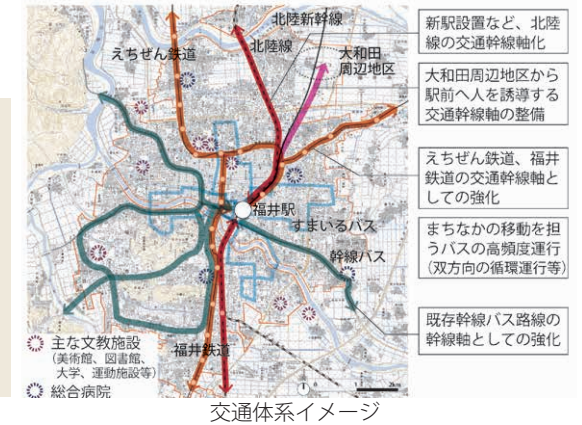 北陸新幹線
北陸線
えちぜん鉄道
大和田
周辺地区
福井駅
すまいるバス
幹線バス
福井鉄道
主な文教施設
(美術館、図書館、
大学、運動施設等)
総合病院
新駅設置など、北陸
線の交通幹線軸化
大和田周辺地区から
駅前へ人を誘導する
交通幹線軸の整備
えちぜん鉄道、福井
鉄道の交通幹線軸と
しての強化
まちなかの移動を担
うバスの高頻度運行
(双方向の循環運行等)
既存幹線バス路線の
幹線軸としての強化
交通体系イメージ